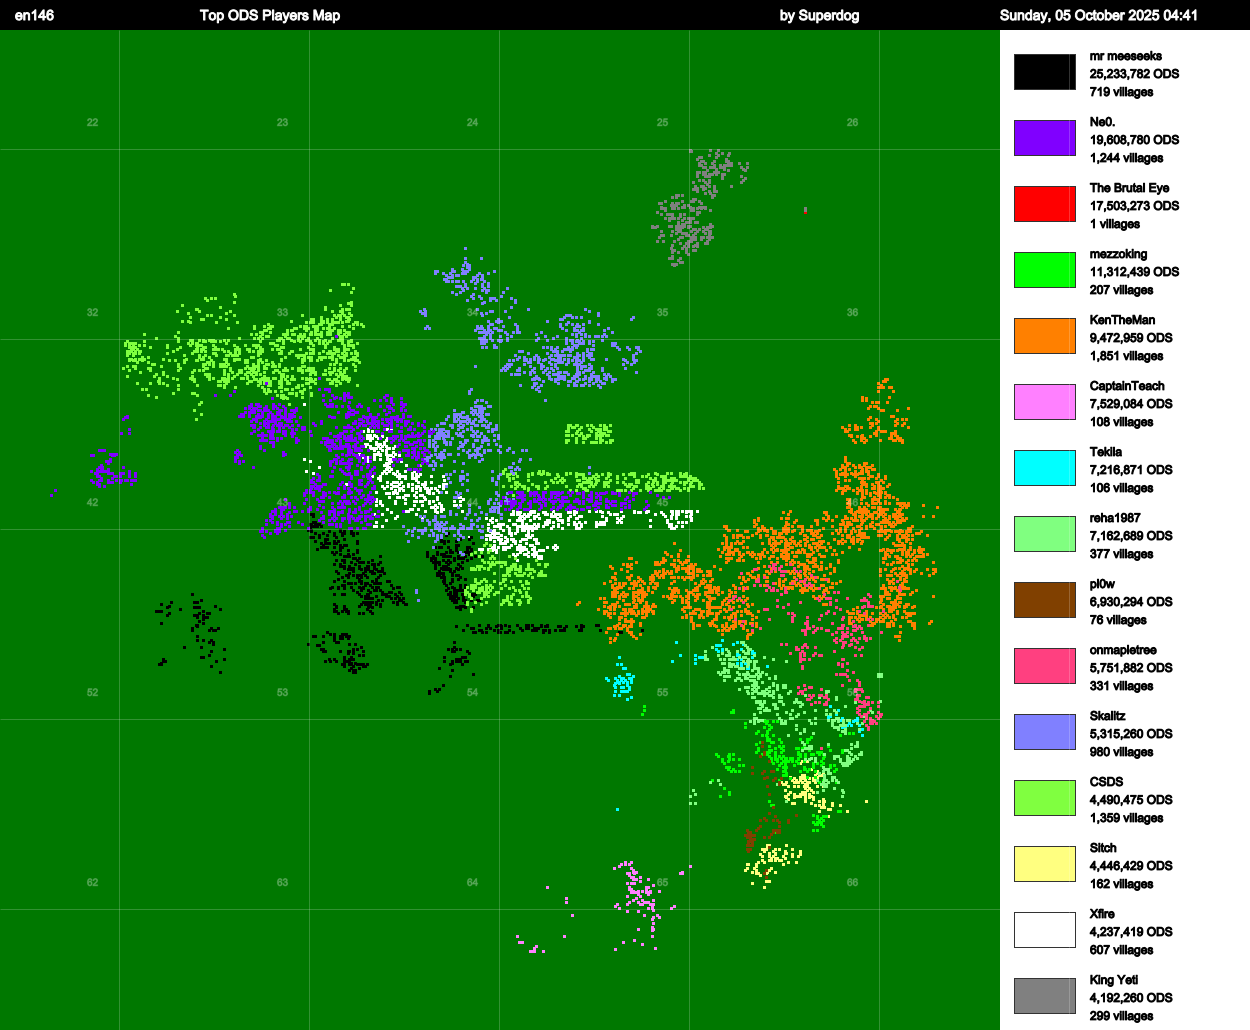 en146 Top ODS Players Map by Superdog Sunday, 05 October 2025 04:41
mr meeseeks
25,233,782 ODS
719 villages
Ne0.
19,608,780 ODS
1,244 villages
The Brutal Eye
17,503,273 ODS
1 villages
mezzoking
11,312,439 ODS
207 villages
KenTheMan
9,472,959 ODS
1,851 villages
CaptainTeach
7,529,084 ODS
108 villages
Tekila
7,216,871 ODS
106 villages
reha1987
7,162,689 ODS
377 villages
pl0w
6,930,294 ODS
76 villages
onmapletree
5,751,882 ODS
331 villages
Skalitz
5,315,260 ODS
980 villages
CSDS
4,490,475 ODS
1,359 villages
Sitch
4,446,429 ODS
162 villages
Xfire
4,237,419 ODS
607 villages
King Yeti
4,192,260 ODS
299 villages
22 23 24 25 26
32 33 34 35 36
42 43 44 45
52 53 54 55
62 63 64 65 66